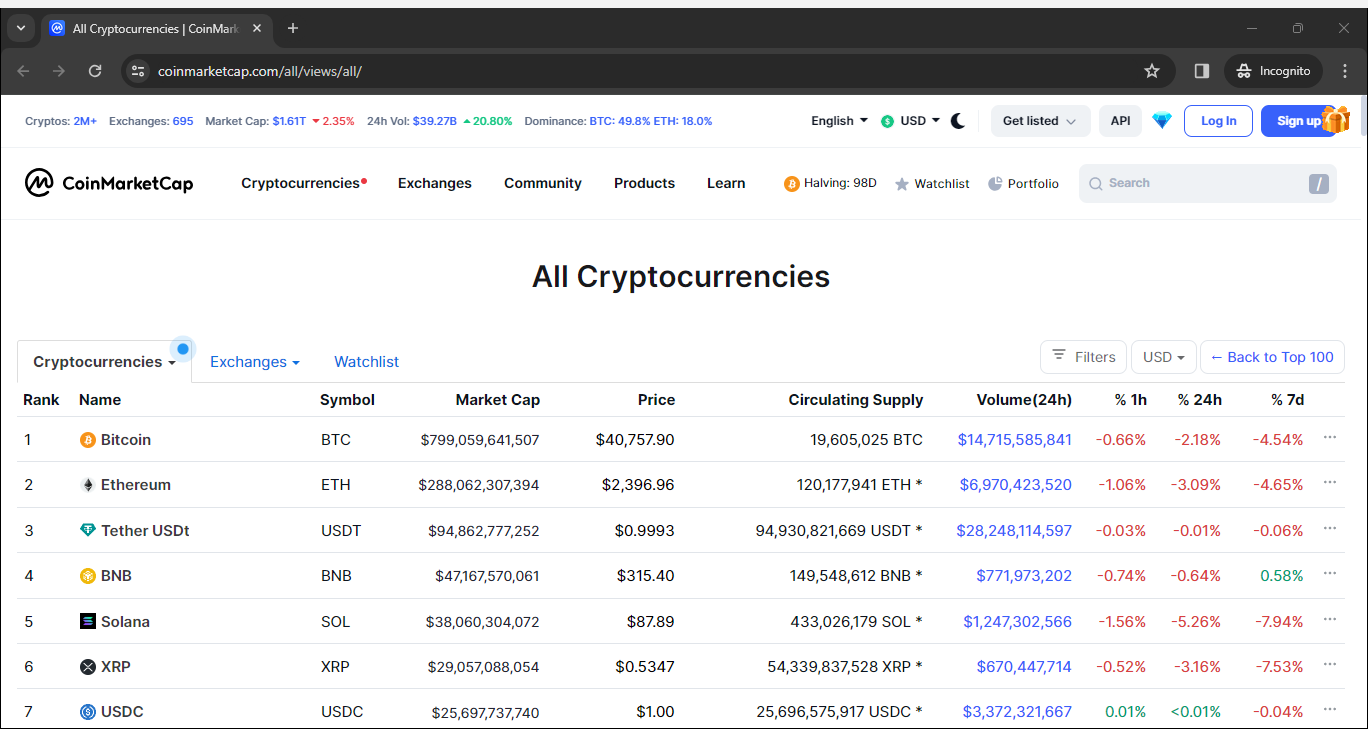 All Cryptocurrencies | CoinMark
coinmarketcap.com/all/views/all/ Incognito
Cryptos: 2M+ Exchanges: 695 Market Cap: $1.61T 2.35% 24h Vol: $39.27B 20.80% Dominance: BTC: 49.8% ETH: 18.0% English USD Get listed API Log In Sign up
CoinMarketCap Cryptocurrencies Exchanges Community Products Learn Halving: 98D Watchlist Portfolio Search /
All Cryptocurrencies
Cryptocurrencies Exchanges Watchlist Filters USD ← Back to Top 100
Rank Name Symbol Market Cap Price Circulating Supply Volume(24h) % 1h % 24h % 7d
1 Bitcoin BTC $799,059,641,507 $40,757.90 19,605,025 BTC $14,715,585,841 -0.66% -2.18% -4.54% ...
2 Ethereum ETH $288,062,307,394 $2,396.96 120,177,941 ETH * $6,970,423,520 -1.06% -3.09% -4.65% ...
3 Tether USDt USDT $94,862,777,252 $0.9993 94,930,821,669 USDT * $28,248,114,597 -0.03% -0.01% -0.06% ...
4 BNB BNB $47,167,570,061 $315.40 149,548,612 BNB * $771,973,202 -0.74% -0.64% 0.58% ...
5 Solana SOL $38,060,304,072 $87.89 433,026,179 SOL * $1,247,302,566 -1.56% -5.26% -7.94% ...
6 XRP XRP $29,057,088,054 $0.5347 54,339,837,528 XRP * $670,447,714 -0.52% -3.16% -7.53% ...
7 USDC USDC $25,697,737,740 $1.00 25,696,575,917 USDC * $3,372,321,667 0.01% <0.01% -0.04% ...